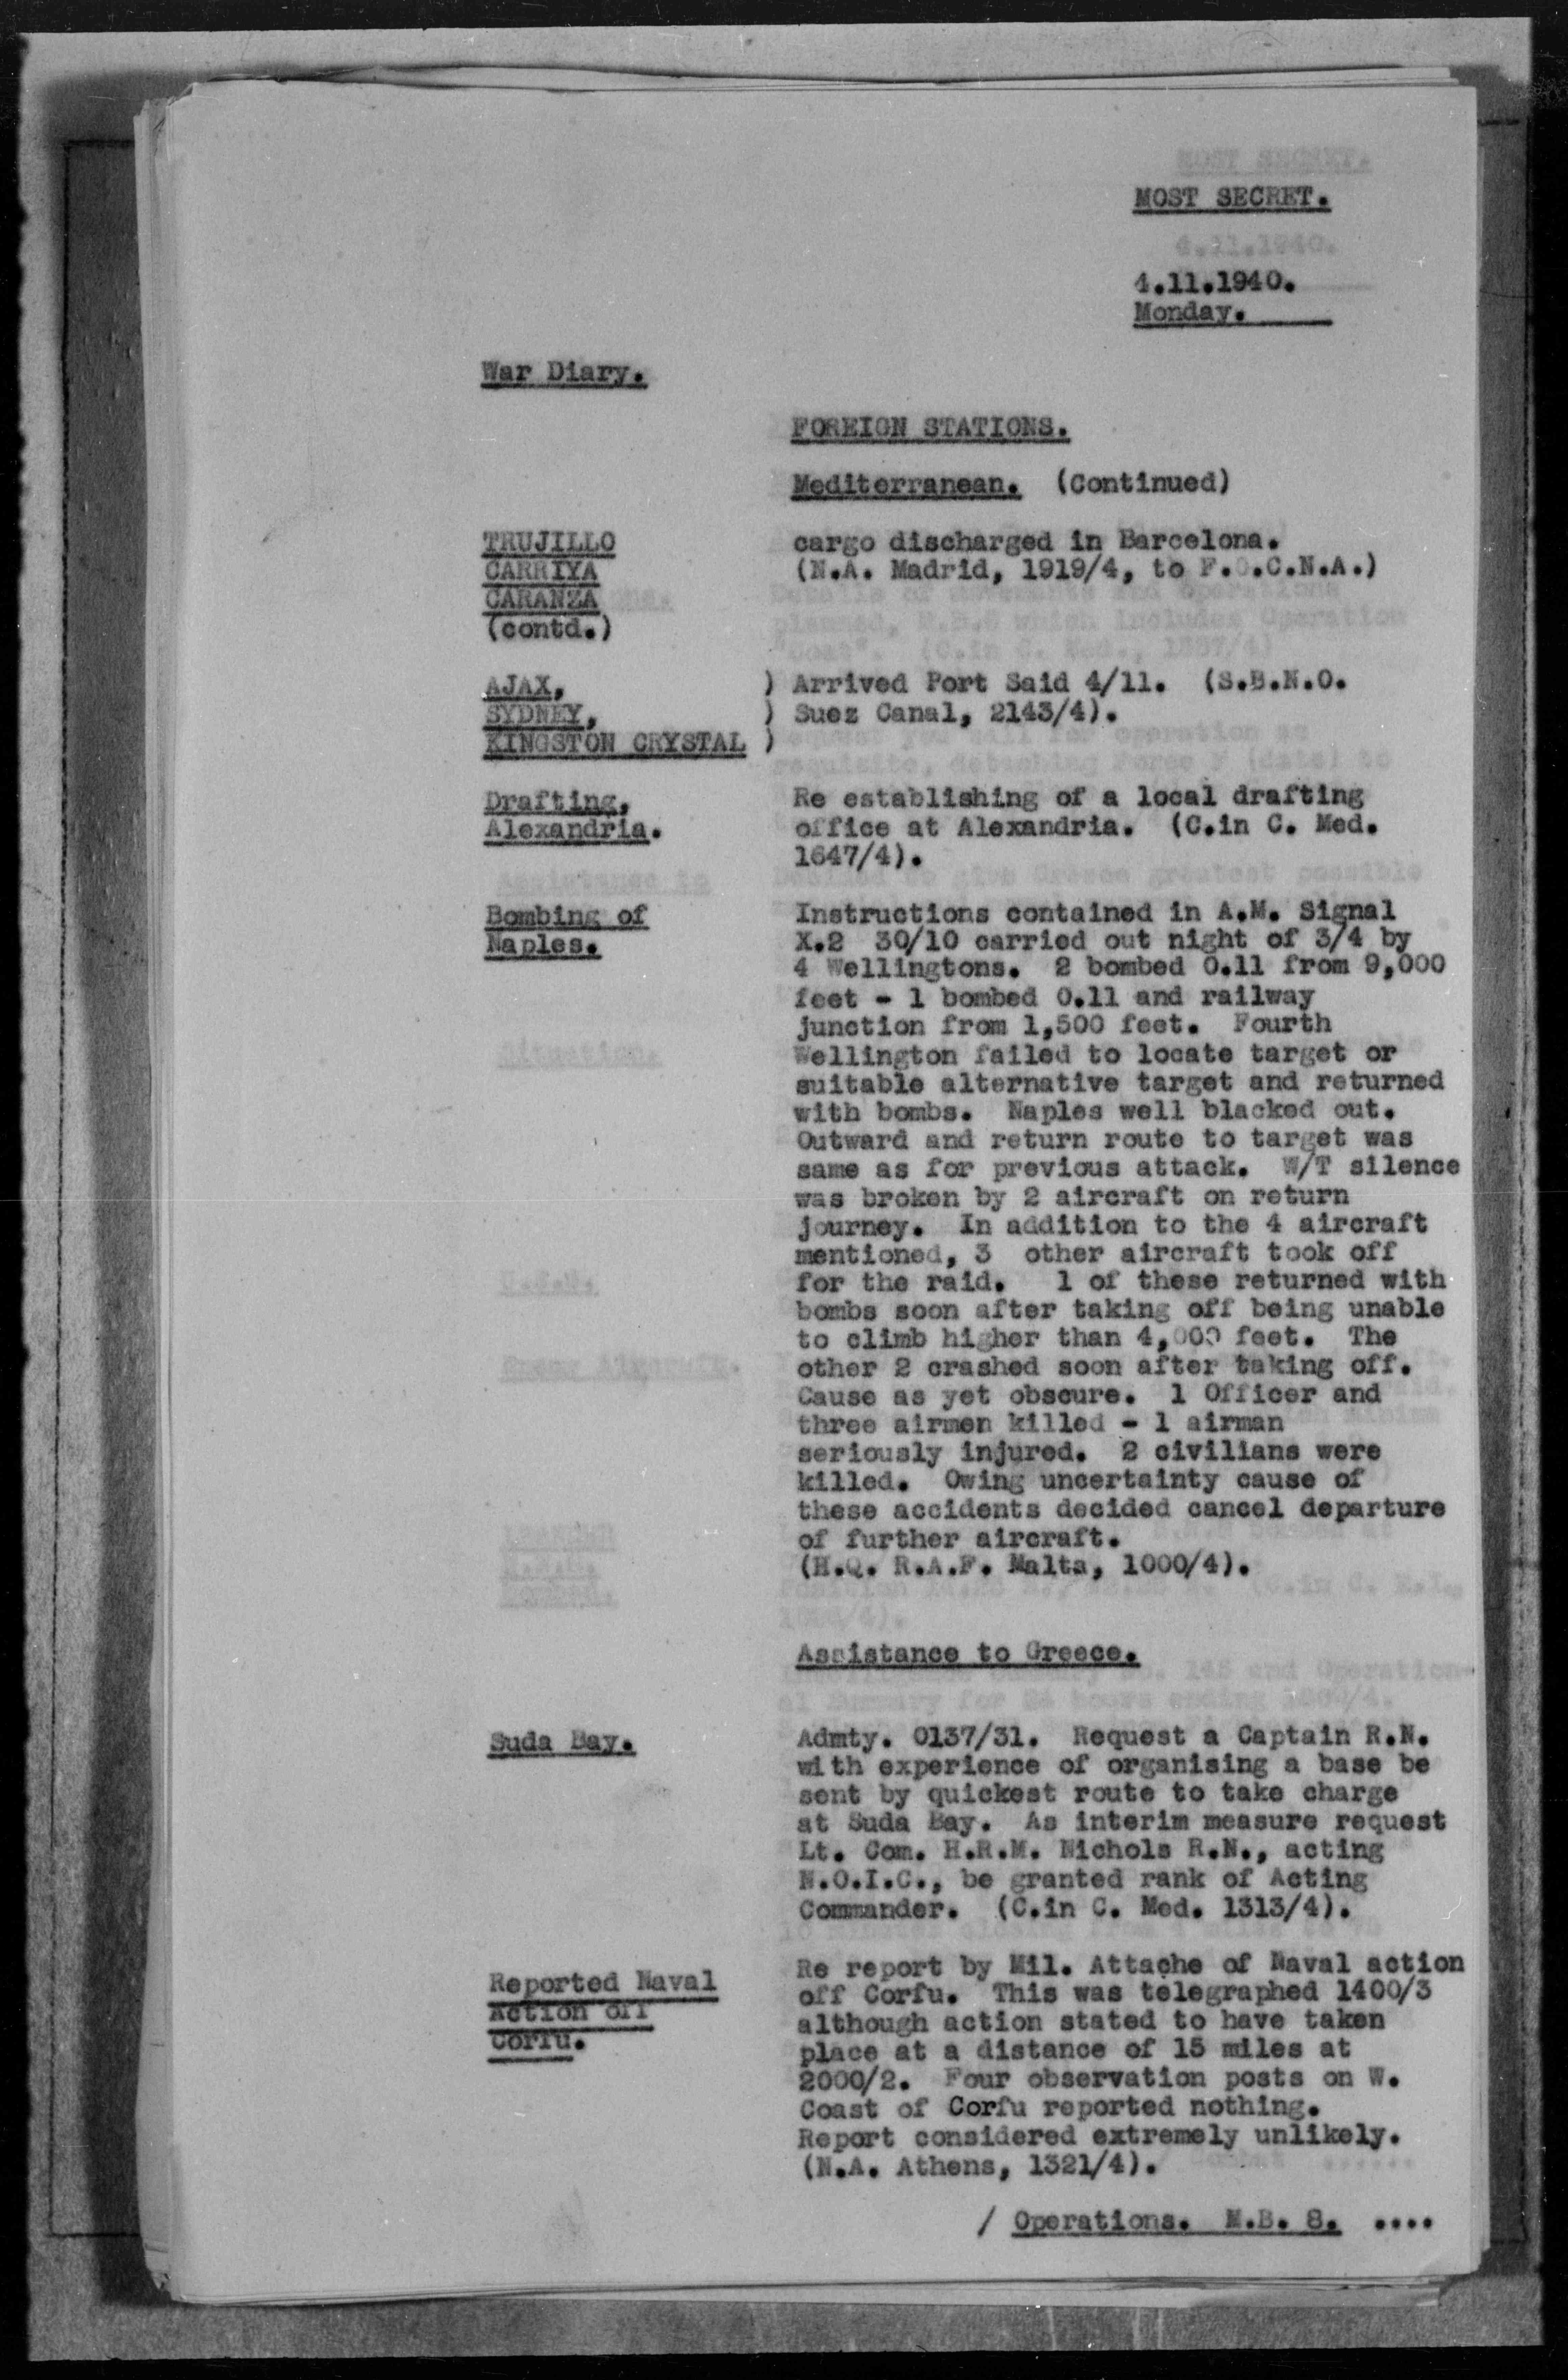 MOST SECRET.
4.11.1940.
Monday.
War Diary.
FOREIGN STATIONS.
Mediterranean. (Continued)
TRUJILLO
CARRIYA
CARANZA
(contd.)
cargo discharged in Barcelona.
(N.A. Madrid, 1919/4, to F.O.C.N.A.)
AJAX,
SYDNEY,
KINGSTON CRYSTAL
) Arrived Port Said 4/11. (S.B.N.O.
) Suez Canal, 2143/4).
)
Drafting,
Alexandria.
Re establishing of a local drafting
office at Alexandria. (C.in C. Med.
1647/4).
Bombing of
Naples.
Instructions contained in A.M. Signal
X.2 30/10 carried out night of 3/4 by
4 Wellingtons. 2 bombed 0.11 from 9,000
feet - 1 bombed 0.11 and railway
junction from 1,500 feet. Fourth
Wellington failed to locate target or
suitable alternative target and returned
with bombs. Naples well blacked out.
Outward and return route to target was
same as for previous attack. W/T silence
was broken by 2 aircraft on return
journey. In addition to the 4 aircraft
mentioned, 3 other aircraft took off
for the raid. 1 of these returned with
bombs soon after taking off being unable
to climb higher than 4,000 feet. The
other 2 crashed soon after taking off.
Cause as yet obscure. 1 Officer and
three airmen killed - 1 airman
seriously injured. 2 civilians were
killed. Owing uncertainty cause of
these accidents decided cancel departure
of further aircraft.
(H.Q. R.A.F. Malta, 1000/4).
Assistance to Greece.
Suda Bay.
Admty. 0137/31. Request a Captain R.N.
with experience of organising a base be
sent by quickest route to take charge
at Suda Bay. As interim measure request
Lt. Com. H.R.M. Nichols R.N., acting
N.O.I.C., be granted rank of Acting
Commander. (C.in C. Med. 1313/4).
Reported Naval
Action off
Corfu.
Re report by Mil. Attache of Naval action
off Corfu. This was telegraphed 1400/3
although action stated to have taken
place at a distance of 15 miles at
2000/2. Four observation posts on W.
Coast of Corfu reported nothing.
Report considered extremely unlikely.
(N.A. Athens, 1321/4).
/ Operations. M.B. 8. ....